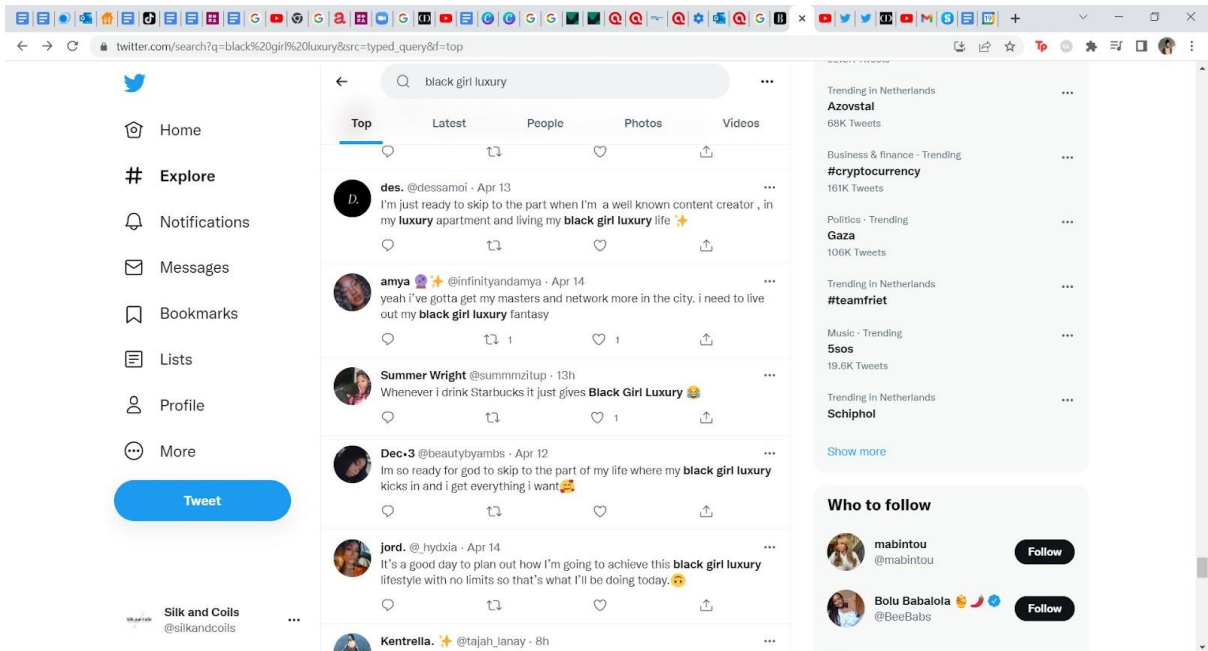 twitter.com/search?q=black%20girl%20luxury&src=typed_query&f=top
Home
Explore
Notifications
Messages
Bookmarks
Lists
Profile
More
Tweet
Silk and Coils
@silkandcoils
black girl luxury
Top Latest People Photos Videos
des. @dessamoi · Apr 13
I'm just ready to skip to the part when I'm a well known content creator , in
my luxury apartment and living my black girl luxury life ✨
amya 🔮✨ @infinityandamya · Apr 14
yeah i've gotta get my masters and network more in the city. i need to live
out my black girl luxury fantasy
1 1
Summer Wright @summmzitup · 13h
Whenever i drink Starbucks it just gives Black Girl Luxury 😂
1
Dec•3 @beautybyambs · Apr 12
Im so ready for god to skip to the part of my life where my black girl luxury
kicks in and i get everything i want🥰
jord. @_hydxia · Apr 14
It's a good day to plan out how I'm going to achieve this black girl luxury
lifestyle with no limits so that's what I'll be doing today.🙃
Kentrella. ✨ @tajah_lanay · 8h
Trending in Netherlands
Azovstal
68K Tweets
Business & finance · Trending
#cryptocurrency
161K Tweets
Politics · Trending
Gaza
106K Tweets
Trending in Netherlands
#teamfriet
Music · Trending
5sos
19.6K Tweets
Trending in Netherlands
Schiphol
Show more
Who to follow
mabintou
@mabintou
Follow
Bolu Babalola 🍯🌶️
@BeeBabs
Follow